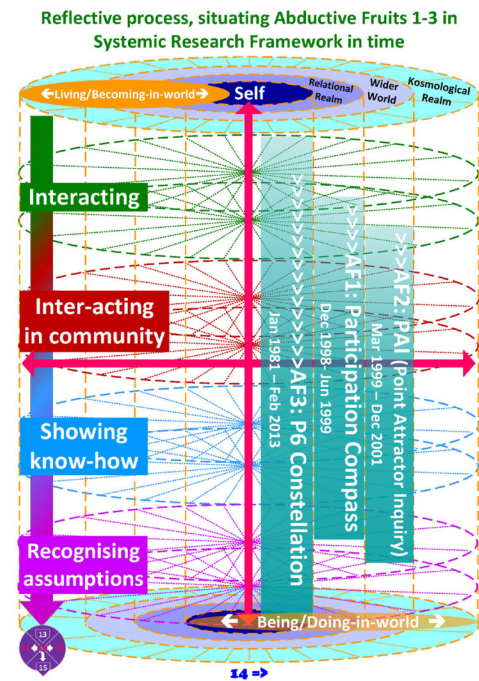 Reflective process, situating Abductive Fruits 1-3 in
Systemic Research Framework in time
←Living/Becoming-in-world→
Self
Relational
Realm
Wider
World
Kosmological
Realm
Interacting
Inter-acting
in community
Showing
know-how
Recognising
assumptions
>>>>>>>>>>>>>AF3: P6 Constellation
Jan 1981 – Feb 2013
>>>>AF1: Participation Compass
Dec 1998- Jun 1999
>>>AF2: PAI (Point Attractor Inquiry)
Mar 1999 – Dec 2001
← Being/Doing-in-world →
13
15
14 =>